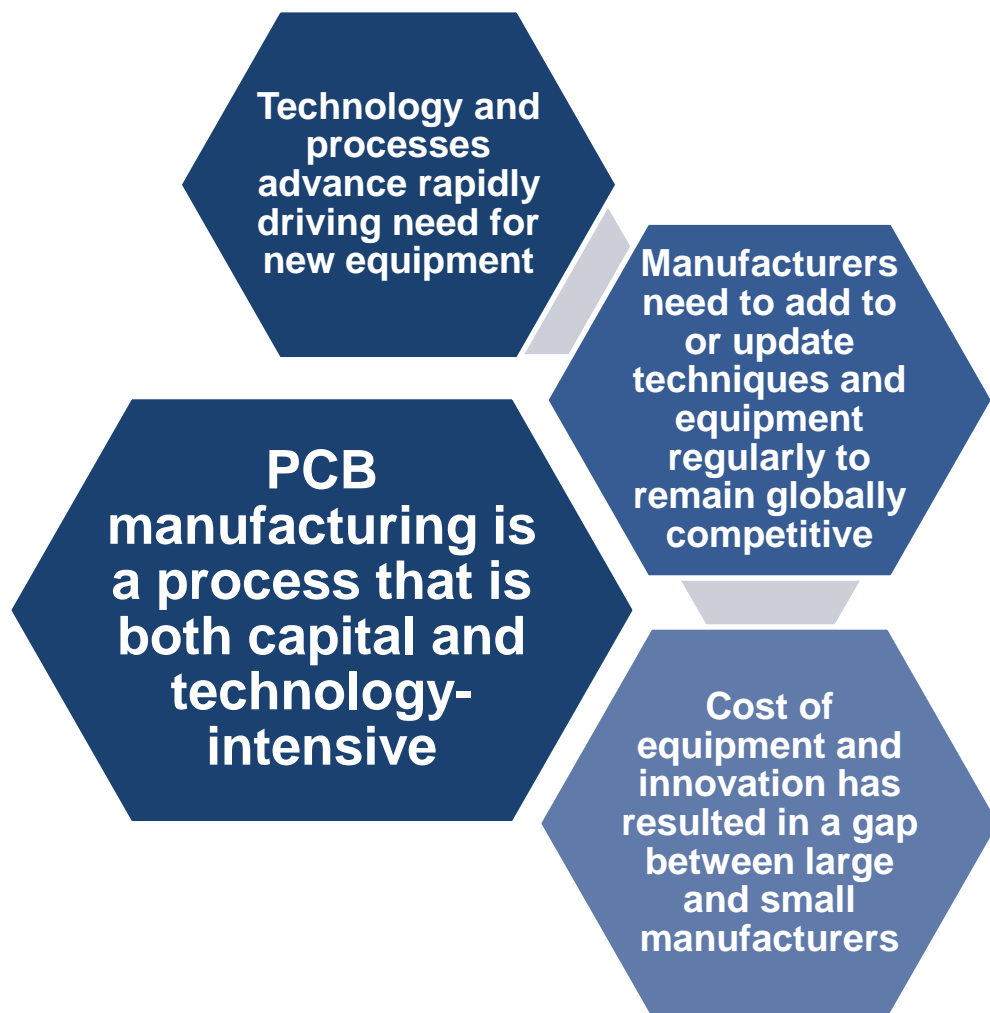 Technology and
processes
advance rapidly
driving need for
new equipment
Manufacturers
need to add to
or update
techniques and
equipment
regularly to
remain globally
competitive
PCB
manufacturing is
a process that is
both capital and
technology-
intensive
Cost of
equipment and
innovation has
resulted in a gap
between large
and small
manufacturers